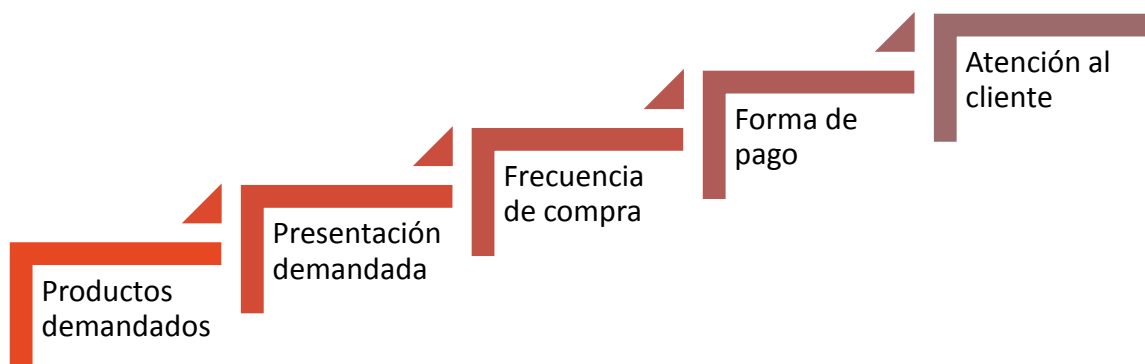 Productos
demandados
Presentación
demandada
Frecuencia
de compra
Forma de
pago
Atención al
cliente